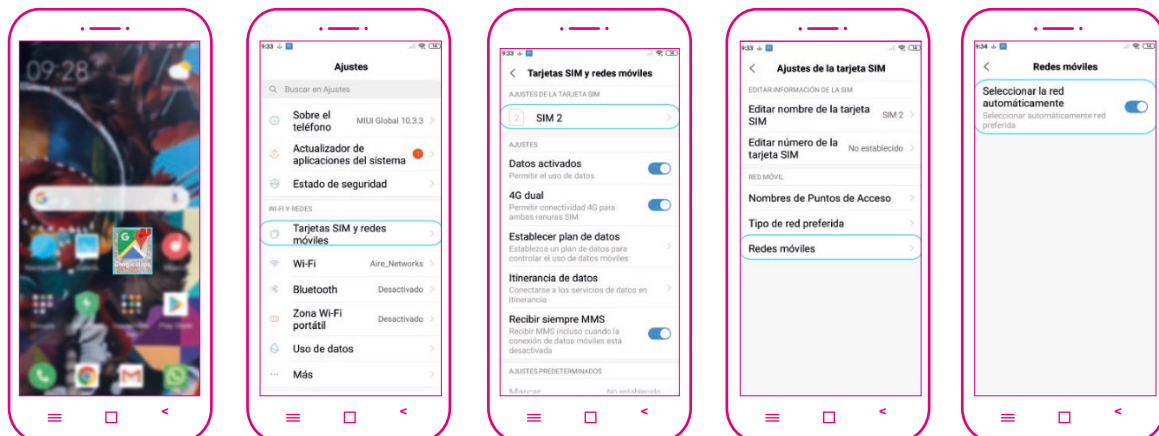 09:28
Play Store
9:33
Ajustes
Buscar en Ajustes
Sobre el
teléfono
MIUI Global 10.3.3
Actualizador de
aplicaciones del sistema
1
Estado de seguridad
WI-FI Y REDES
Tarjetas SIM y redes
móviles
Wi-Fi
Aire_Networks
Bluetooth
Desactivado
Zona Wi-Fi
portátil
Desactivado
Uso de datos
Más
9:33
Tarjetas SIM y redes móviles
AJUSTES DE LA TARJETA SIM
2 SIM 2
AJUSTES
Datos activados
Permitir el uso de datos
4G dual
Permitir conectividad 4G para
ambas ranuras SIM
Establecer plan de datos
Establezca un plan de datos para
controlar el uso de datos móviles
Itinerancia de datos
Conectarse a los servicios de datos en
itinerancia
Recibir siempre MMS
Recibir MMS incluso cuando la
conexión de datos móviles está
desactivada
AJUSTES PREDETERMINADOS
Marcar
No establecido
9:33
Ajustes de la tarjeta SIM
EDITAR INFORMACIÓN DE LA SIM
Editar nombre de la tarjeta
SIM
SIM 2
Editar número de la
tarjeta SIM
No establecido
RED MÓVIL
Nombres de Puntos de Acceso
Tipo de red preferida
Redes móviles
9:34
Redes móviles
Seleccionar la red
automáticamente
Seleccionar automáticamente red
preferida